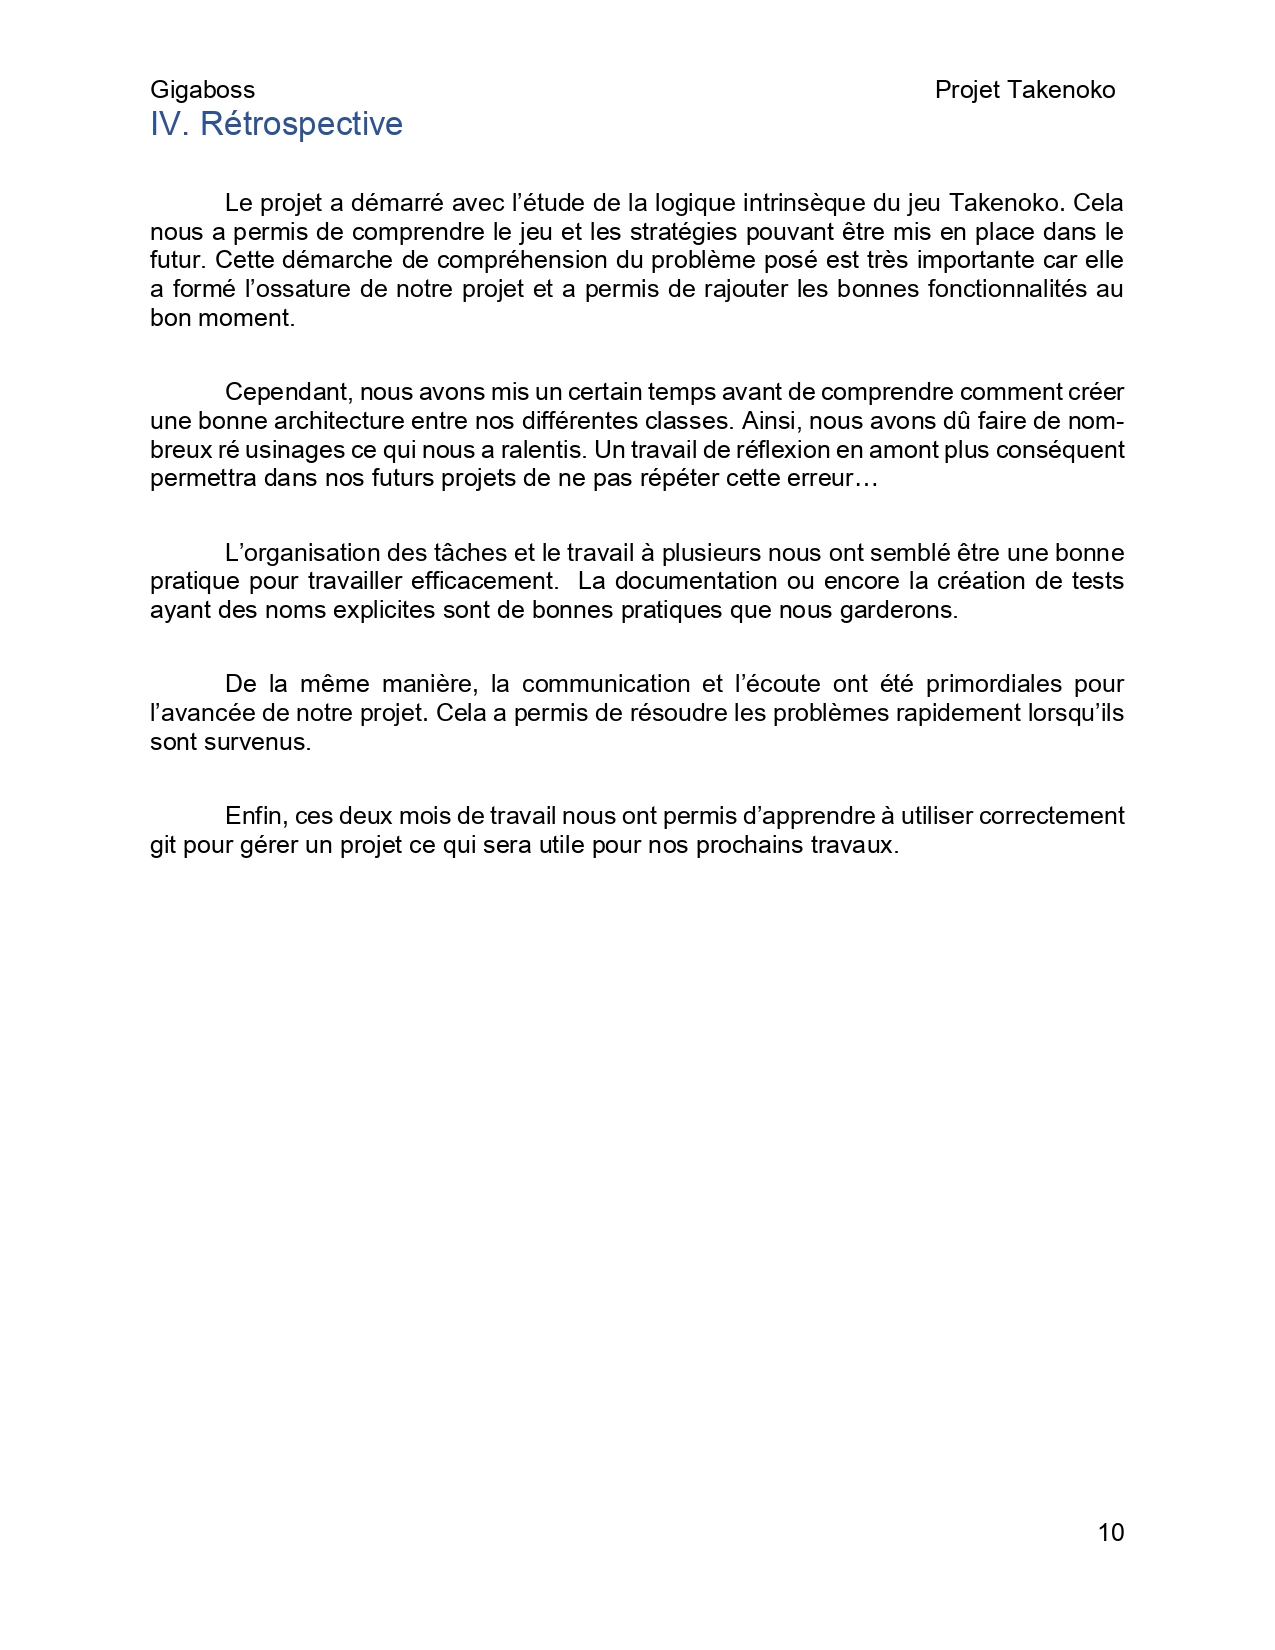 Gigaboss Projet Takenoko
IV. Rétrospective
Le projet a démarré avec l’étude de la logique intrinsèque du jeu Takenoko. Cela
nous a permis de comprendre le jeu et les stratégies pouvant être mis en place dans le
futur. Cette démarche de compréhension du problème posé est très importante car elle
a formé l’ossature de notre projet et a permis de rajouter les bonnes fonctionnalités au
bon moment.
Cependant, nous avons mis un certain temps avant de comprendre comment créer
une bonne architecture entre nos différentes classes. Ainsi, nous avons dû faire de nom-
breux ré usinages ce qui nous a ralentis. Un travail de réflexion en amont plus conséquent
permettra dans nos futurs projets de ne pas répéter cette erreur…
L’organisation des tâches et le travail à plusieurs nous ont semblé être une bonne
pratique pour travailler efficacement.  La documentation ou encore la création de tests
ayant des noms explicites sont de bonnes pratiques que nous garderons.
De la même manière, la communication et l’écoute ont été primordiales pour
l’avancée de notre projet. Cela a permis de résoudre les problèmes rapidement lorsqu’ils
sont survenus.
Enfin, ces deux mois de travail nous ont permis d’apprendre à utiliser correctement
git pour gérer un projet ce qui sera utile pour nos prochains travaux.
10